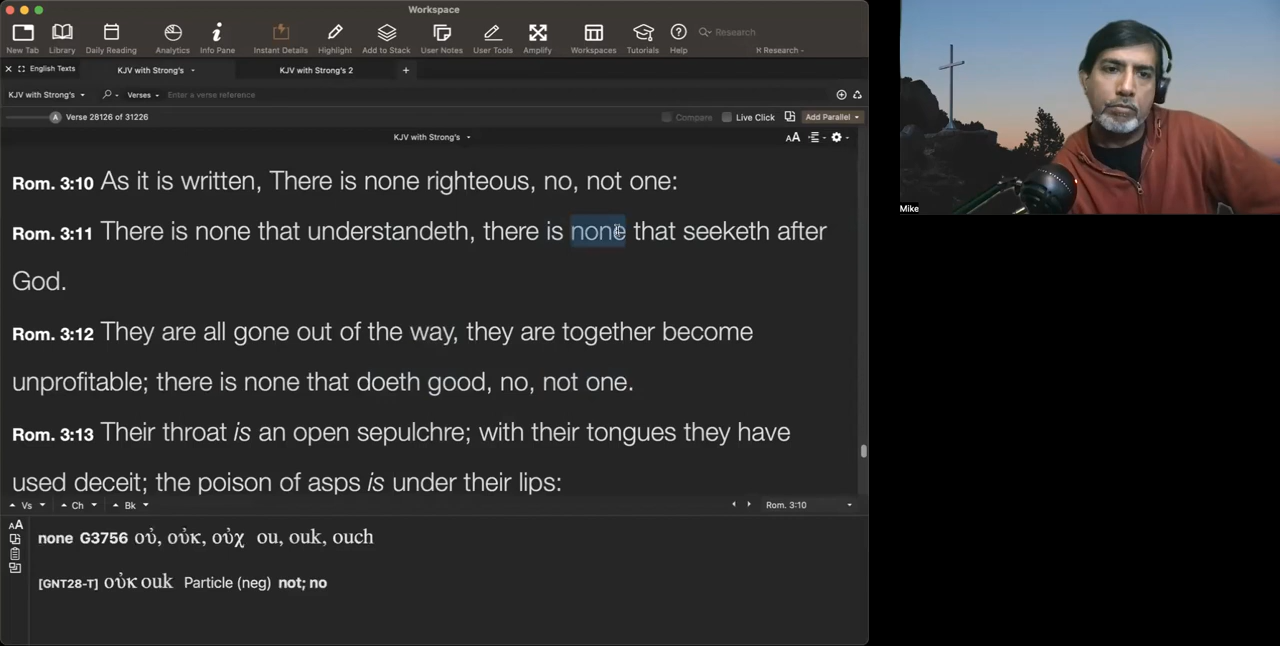 Workspace
New Tab Library Daily Reading Analytics Info Pane Instant Details Highlight Add to Stack User Notes User Tools Amplify Workspaces Tutorials Help Research Research
English Texts KJV with Strong's KJV with Strong's 2 +
KJV with Strong's Verses Enter a verse reference
A Verse 28126 of 31226 Compare Live Click Add Parallel
KJV with Strong's AA
Rom. 3:10 As it is written, There is none righteous, no, not one:
Rom. 3:11 There is none that understandeth, there is none that seeketh after
God.
Rom. 3:12 They are all gone out of the way, they are together become
unprofitable; there is none that doeth good, no, not one.
Rom. 3:13 Their throat is an open sepulchre; with their tongues they have
used deceit; the poison of asps is under their lips:
Vs Ch Bk Rom. 3:10
AA
none G3756 οὐ, οὐκ, οὐχ ou, ouk, ouch
[GNT28-T] οὐκ ouk Particle (neg) not; no
Mike